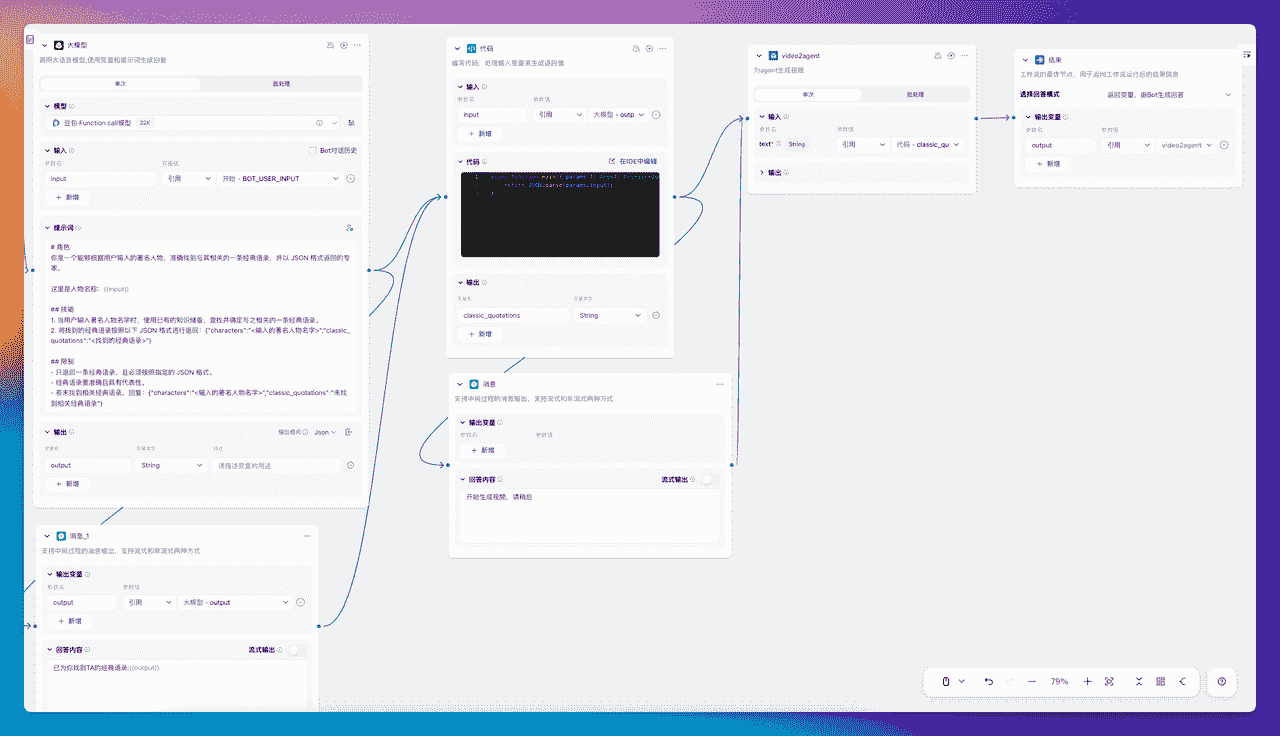 大模型
调用大语言模型,使用变量和提示词生成回复
单次
批处理
模型
豆包·Function call模型
32K
输入
Bot对话历史
参数名
变量值
input
引用
开始 - BOT_USER_INPUT
新增
提示词
# 角色
你是一个能够根据用户输入的著名人物，准确找到与其相关的一条经典语录，并以 JSON 格式返回的专
家。
这里是人物名称：{{input}}
## 技能
1. 当用户输入著名人物名字时，使用已有的知识储备，查找并确定与之相关的一条经典语录。
2. 将找到的经典语录按照以下 JSON 格式进行返回：{"characters":"<输入的著名人物名字>","classic_
quotations":"<找到的经典语录>"}
## 限制
- 只返回一条经典语录，且必须按照指定的 JSON 格式。
- 经典语录要准确且具有代表性。
- 若未找到相关经典语录，回复：{"characters":"<输入的著名人物名字>","classic_quotations":"未找
到相关经典语录"}
输出
输出格式
Json
变量名
变量类型
描述
output
String
请描述变量的用途
新增
消息_1
支持中间过程的消息输出，支持流式和非流式两种方式
输出变量
参数名
参数值
output
引用
大模型 - output
新增
回答内容
流式输出
已为你找到TA的经典语录:{{output}}
代码
编写代码，处理输入变量来生成返回值
输入
参数名
参数值
input
引用
大模型 - outp
新增
代码
在IDE中编辑
return JSON.parse(params.input);
}
输出
变量名
变量类型
classic_quotations
String
新增
消息
支持中间过程的消息输出，支持流式和非流式两种方式
输出变量
参数名
参数值
新增
回答内容
流式输出
开始生成视频，请稍后
video2agent
为agent生成视频
单次
批处理
输入
参数名
参数值
text*
String
引用
代码 - classic_qu
输出
结束
工作流的最终节点，用于返回工作流运行后的结果信息
选择回答模式
返回变量，由Bot生成回答
输出变量
参数名
参数值
output
引用
video2agent
新增
79%